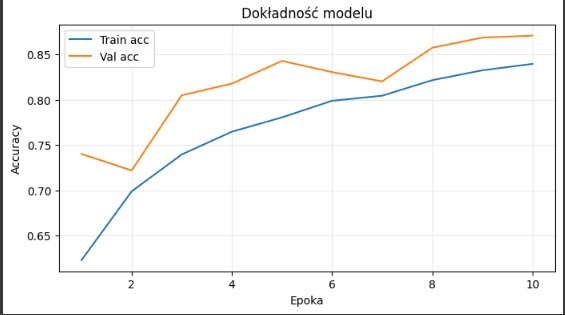 Dokładność modelu
Train acc
Val acc
0.85
0.80
0.75
0.70
0.65
Accuracy
2 4 6 8 10
Epoka